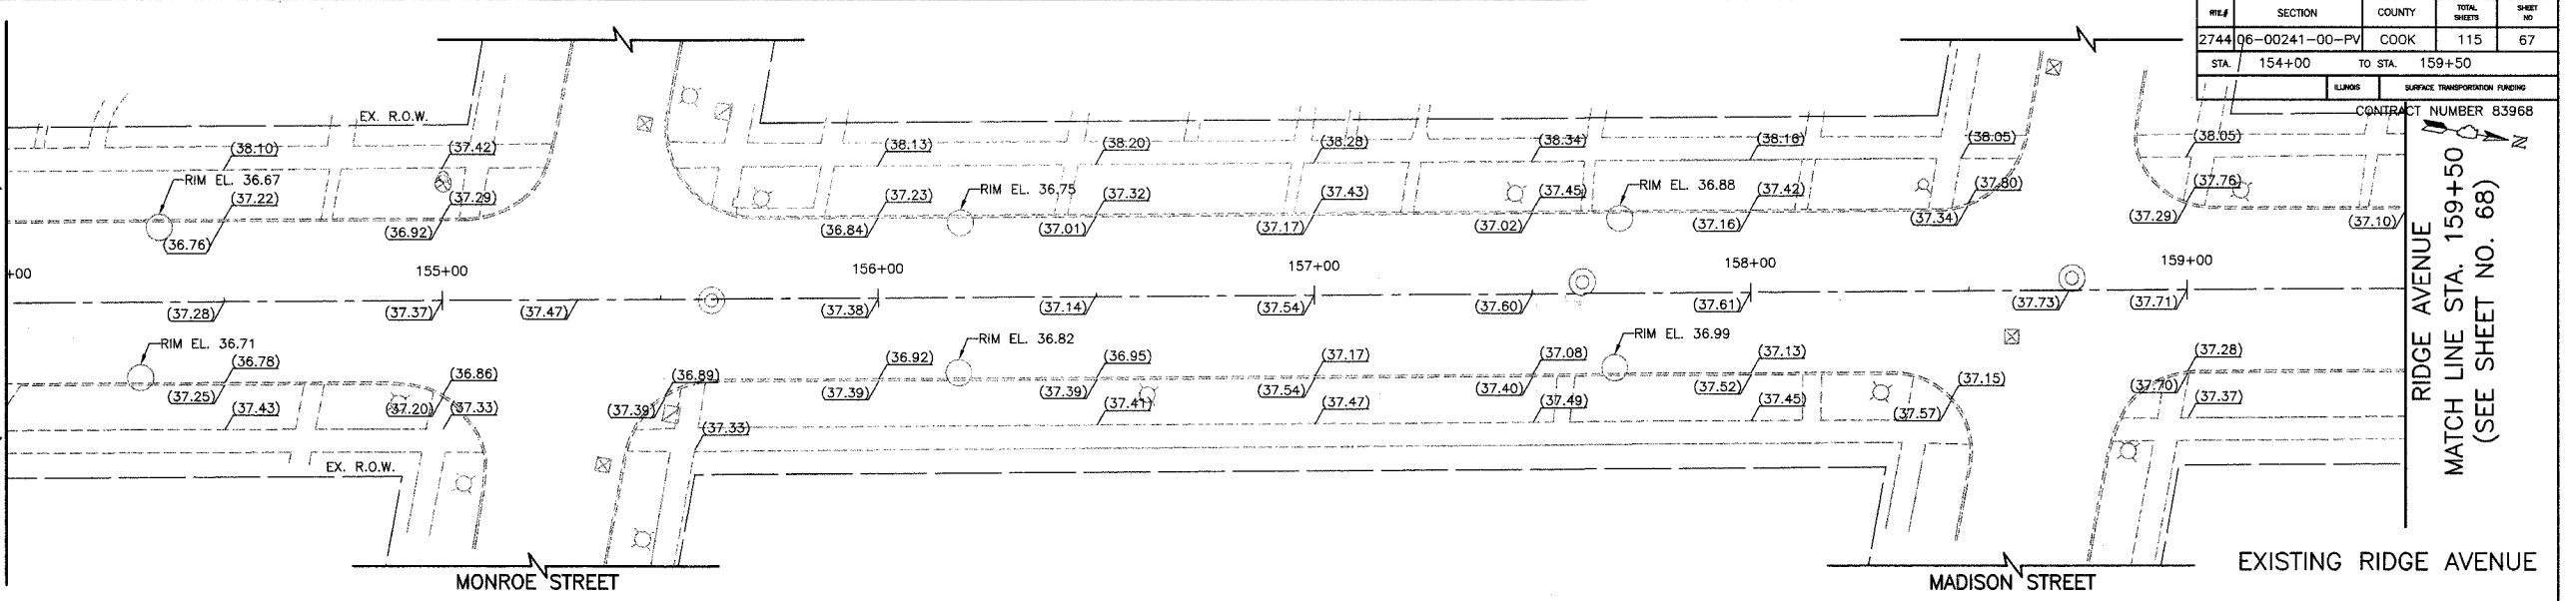 RTE.# SECTION COUNTY TOTAL SHEETS SHEET NO
2744 06-00241-00-PV COOK 115 67
STA. 154+00 TO STA. 159+50
ILLINOIS SURFACE TRANSPORTATION FUNDING
CONTRACT NUMBER 83968
N
EX. R.O.W.
(38.10) (37.42) (38.13) (38.20) (38.28) (38.34) (38.16) (38.05) (38.05)
RIM EL. 36.67 RIM EL. 36.75 RIM EL. 36.88
(37.22) (37.29) (37.23) (37.32) (37.43) (37.45) (37.42) (37.80) (37.76)
(36.76) (36.92) (36.84) (37.01) (37.17) (37.02) (37.16) (37.34) (37.29) (37.10)
+00 155+00 156+00 157+00 158+00 159+00
(37.28) (37.37) (37.47) (37.38) (37.14) (37.54) (37.60) (37.61) (37.73) (37.71)
RIM EL. 36.71 RIM EL. 36.82 RIM EL. 36.99
(36.78) (36.86) (36.89) (36.92) (36.95) (37.17) (37.08) (37.13) (37.15) (37.28)
(37.25) (37.20) (37.39) (37.39) (37.39) (37.54) (37.40) (37.52) (37.57) (37.70)
(37.43) (37.33) (37.33) (37.41) (37.47) (37.49) (37.45) (37.37)
EX. R.O.W.
MONROE STREET
MADISON STREET
RIDGE AVENUE
MATCH LINE STA. 159+50
(SEE SHEET NO. 68)
EXISTING RIDGE AVENUE